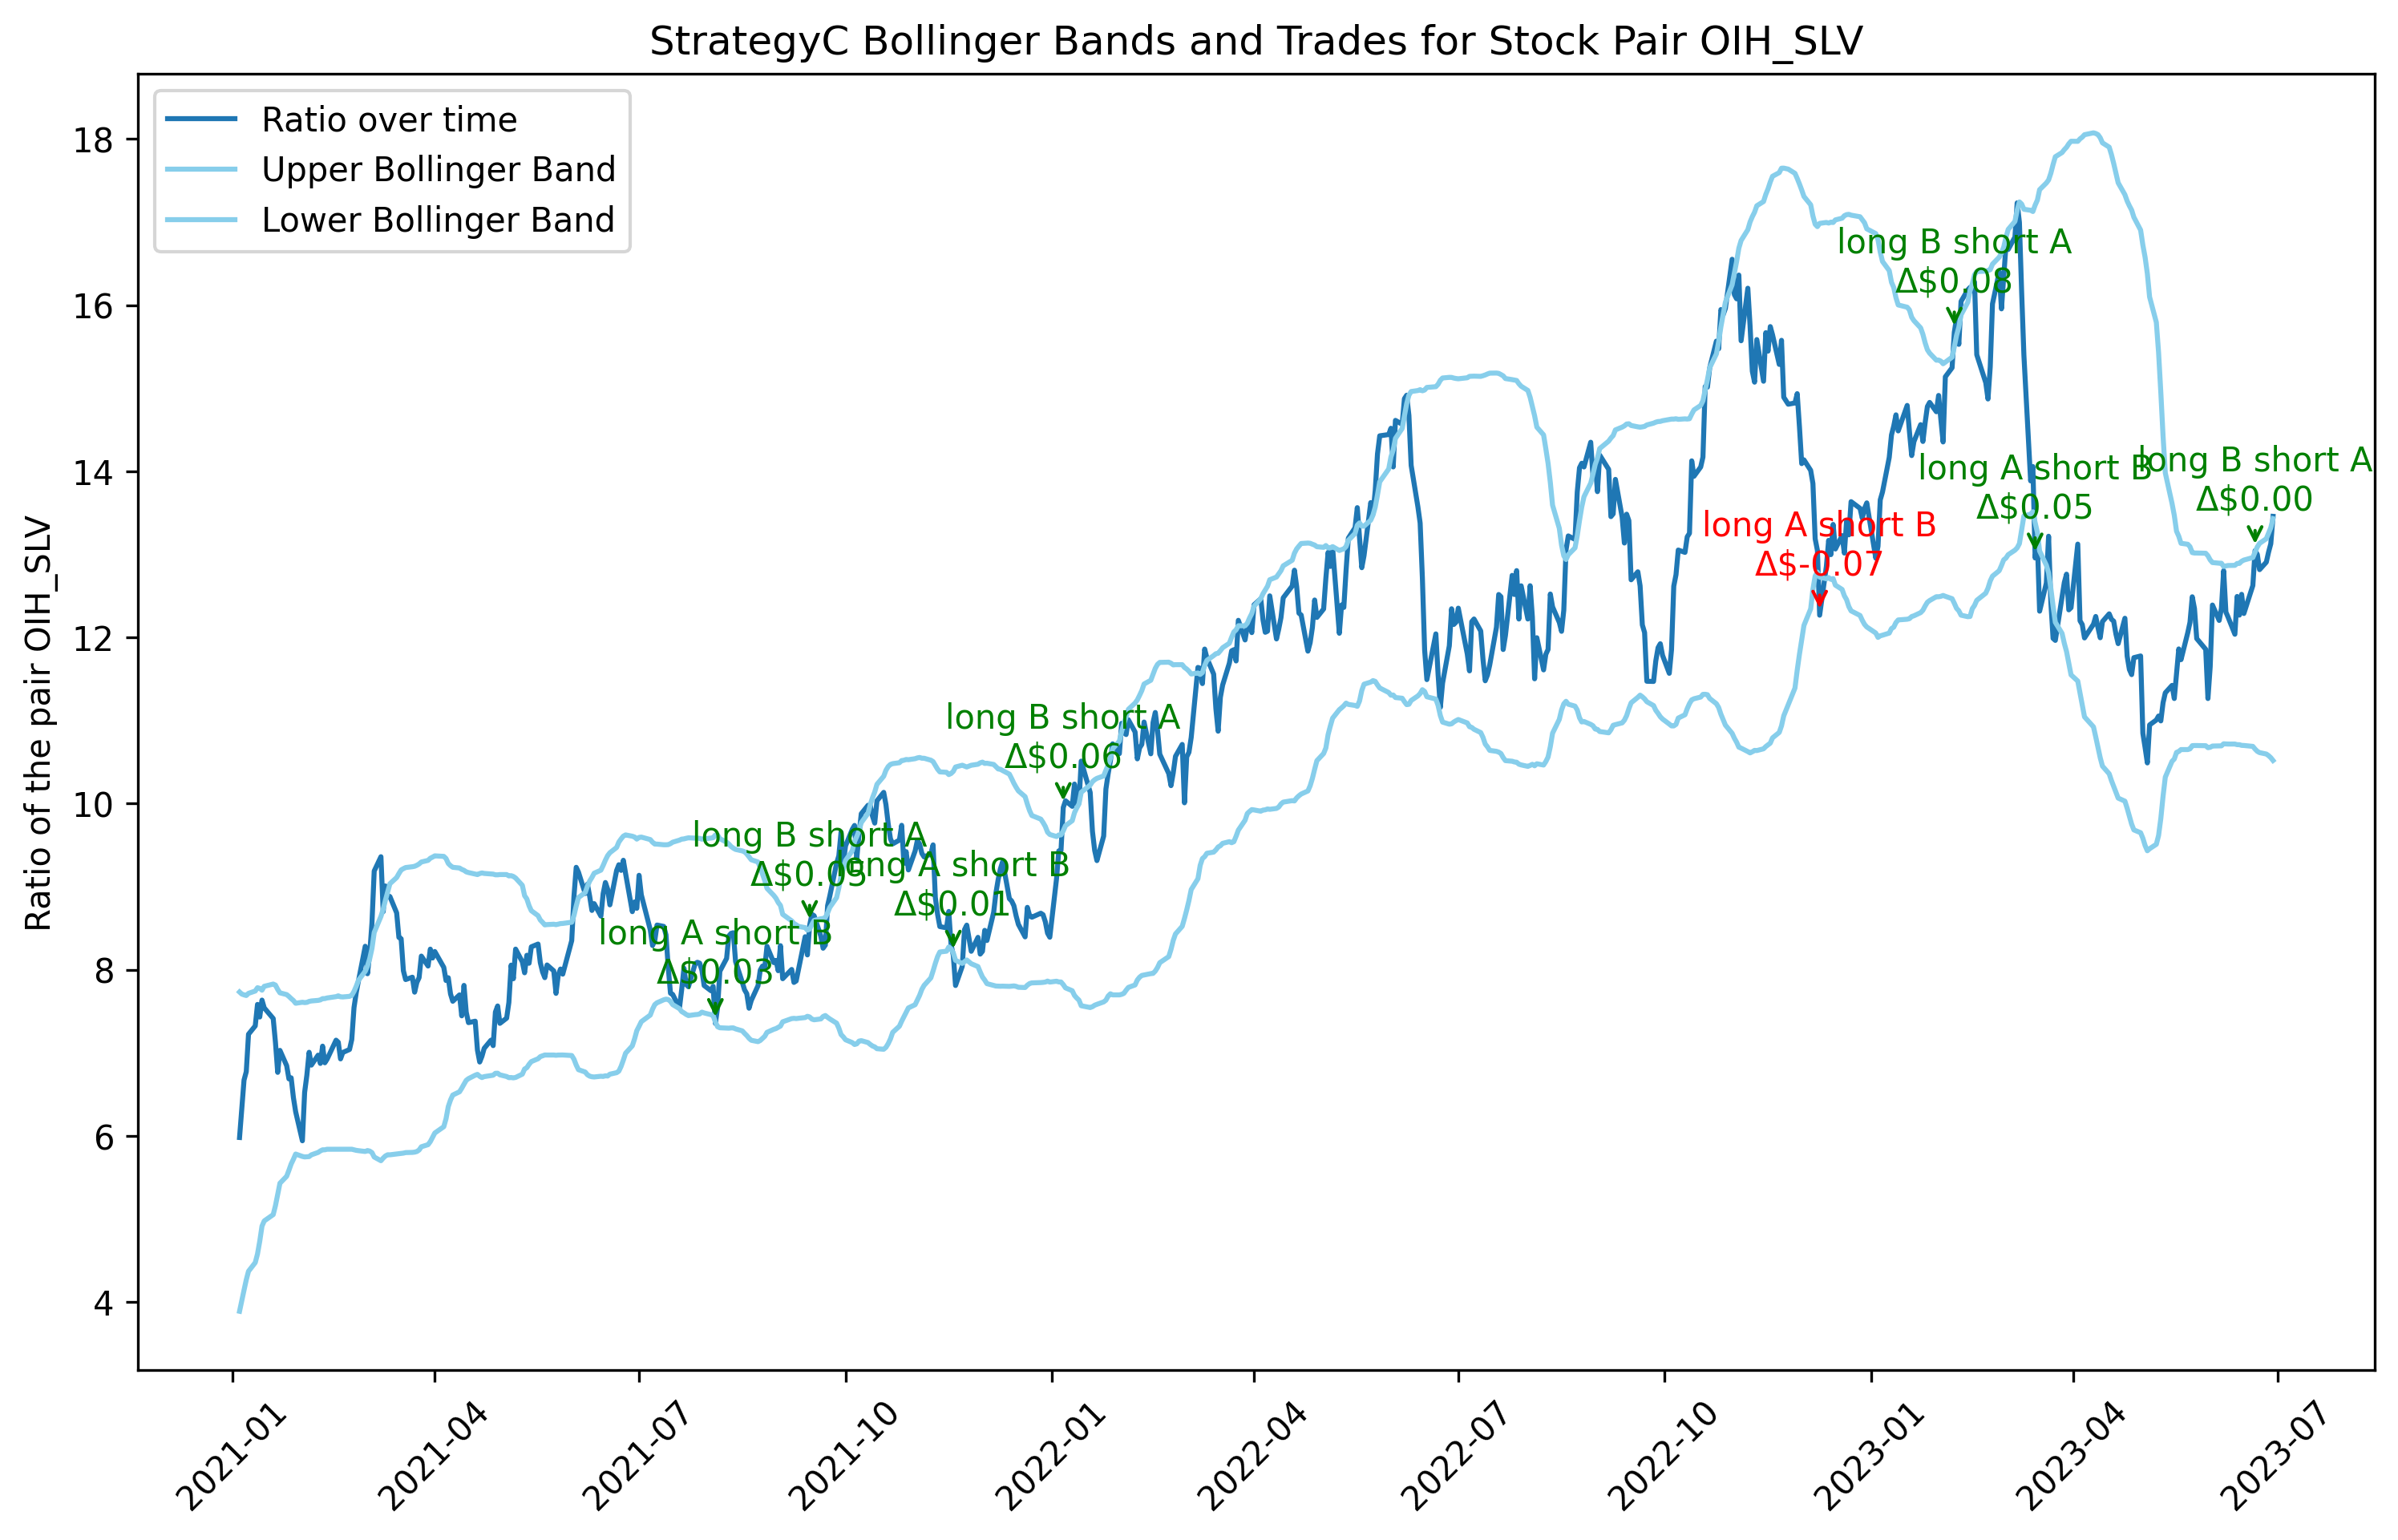 StrategyC Bollinger Bands and Trades for Stock Pair OIH_SLV
Ratio over time
Upper Bollinger Band
Lower Bollinger Band
Ratio of the pair OIH_SLV
18
16
14
12
10
8
6
4
long A short B
Δ$0.03
long B short A
Δ$0.05
long A short B
Δ$0.01
long B short A
Δ$0.06
long A short B
Δ$-0.07
long B short A
Δ$0.08
long A short B
Δ$0.05
long B short A
Δ$0.00
2021-01
2021-04
2021-07
2021-10
2022-01
2022-04
2022-07
2022-10
2023-01
2023-04
2023-07